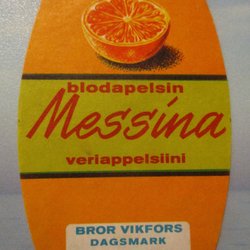 blodapelsin
Messina
veriappelsiini
BROR VIKFORS
DAGSMARK